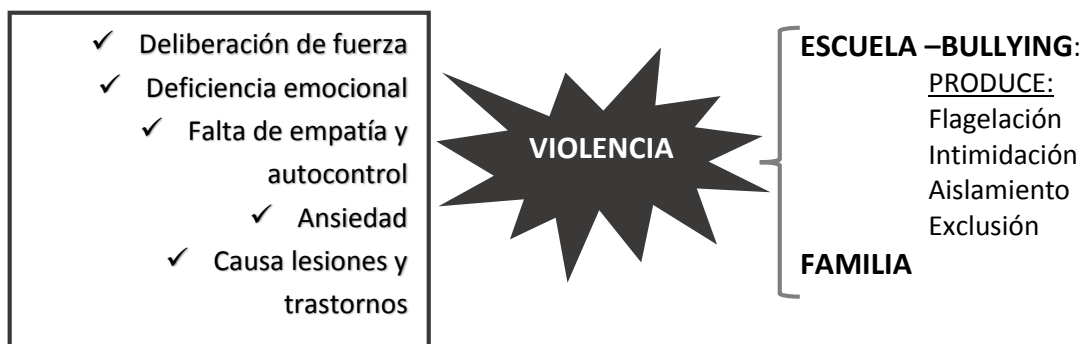 ✓ Deliberación de fuerza
✓ Deficiencia emocional
✓ Falta de empatía y
autocontrol
✓ Ansiedad
✓ Causa lesiones y
trastornos
VIOLENCIA
ESCUELA –BULLYING:
PRODUCE:
Flagelación
Intimidación
Aislamiento
Exclusión
FAMILIA